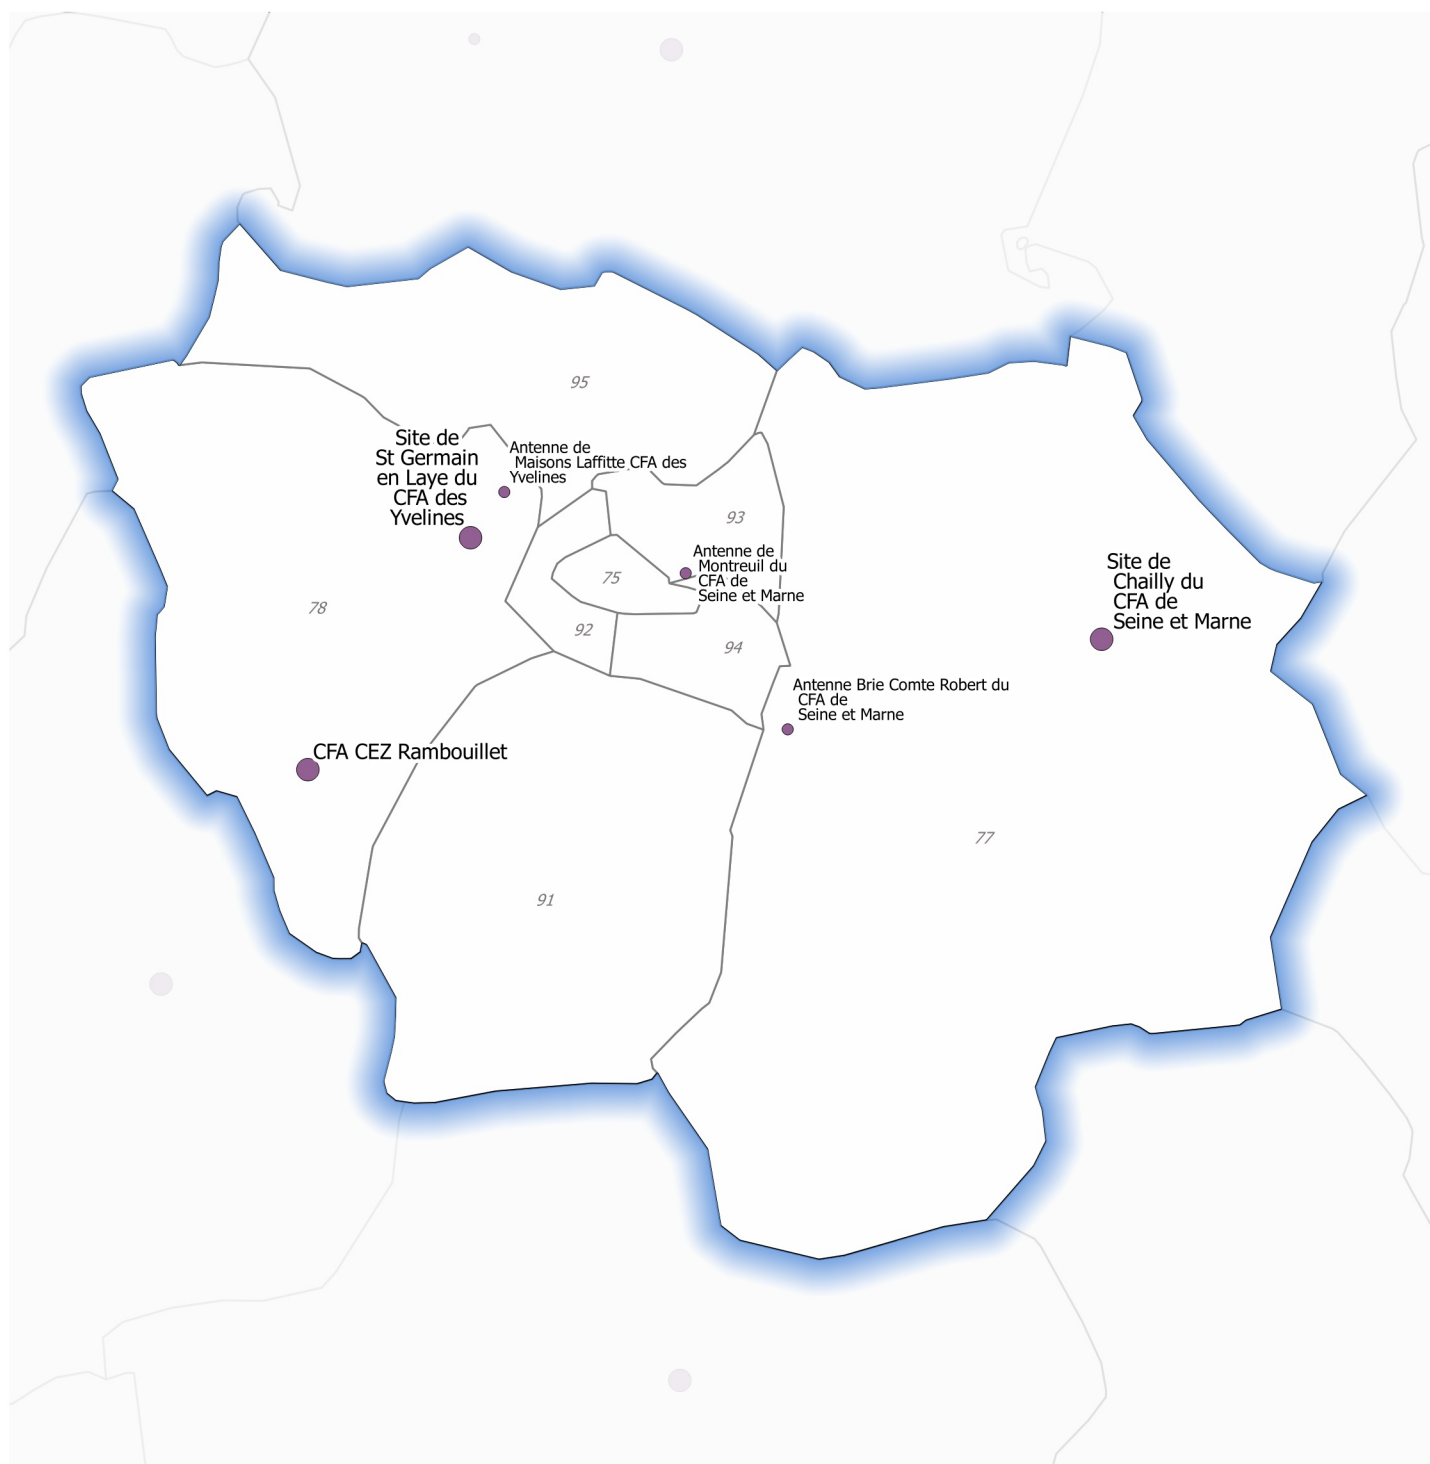 95
Site de
St Germain
en Laye du
CFA des
Yvelines
Antenne de
Maisons Laffitte CFA des
Yvelines
93
Antenne de
Montreuil du
CFA de
Seine et Marne
75
Site de
Chailly du
CFA de
Seine et Marne
78
92
94
Antenne Brie Comte Robert du
CFA de
Seine et Marne
CFA CEZ Rambouillet
77
91